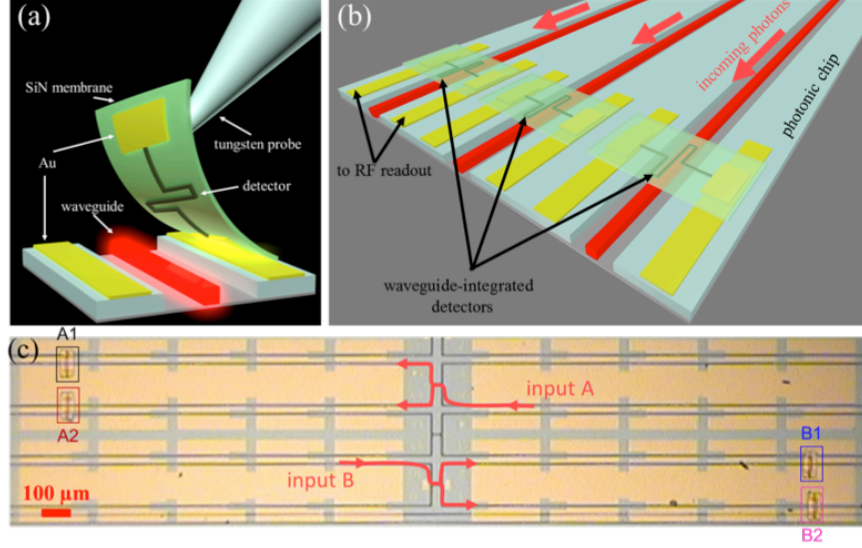 (a)
SiN membrane
tungsten probe
Au
detector
waveguide
(b)
incoming photons
photonic chip
to RF readout
waveguide-integrated
detectors
(c)
A1
A2
input A
input B
B1
B2
100 µm